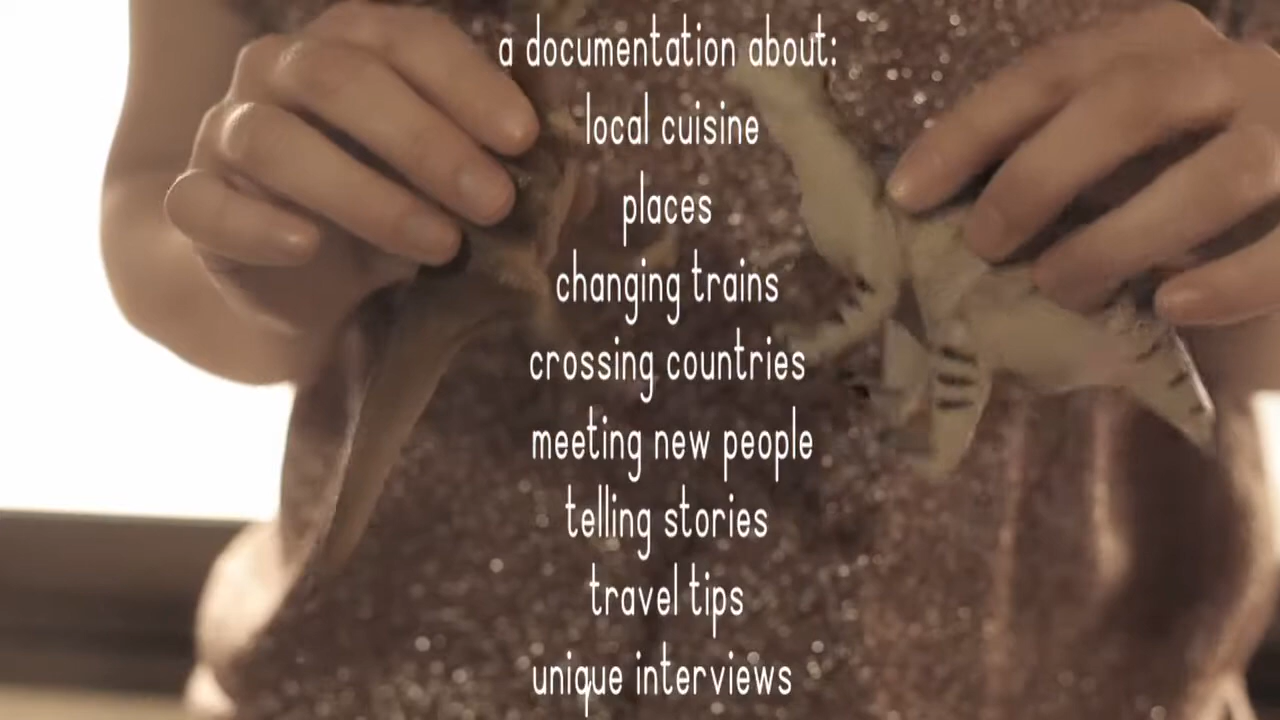 a documentation about:
local cuisine
places
changing trains
crossing countries
meeting new people
telling stories
travel tips
unique interviews